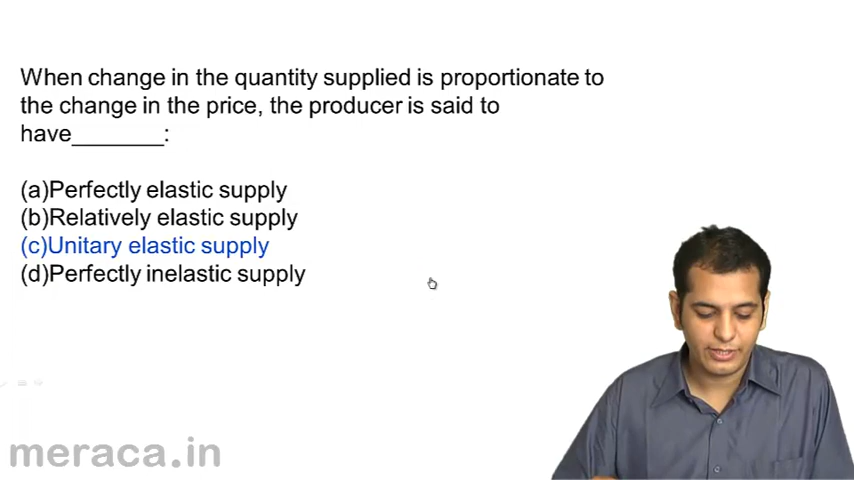 When change in the quantity supplied is proportionate to
the change in the price, the producer is said to
have_______:
(a)Perfectly elastic supply
(b)Relatively elastic supply
(c)Unitary elastic supply
(d)Perfectly inelastic supply
meraca.in